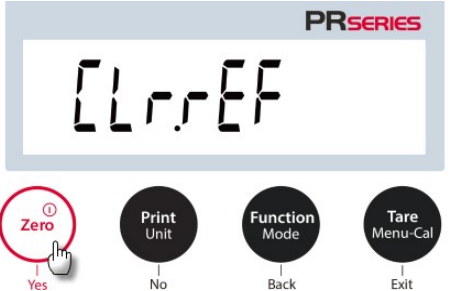 PRSERIES
CLr.rEF
Zero Print Function Tare
Unit Mode Menu-Cal
Yes No Back Exit